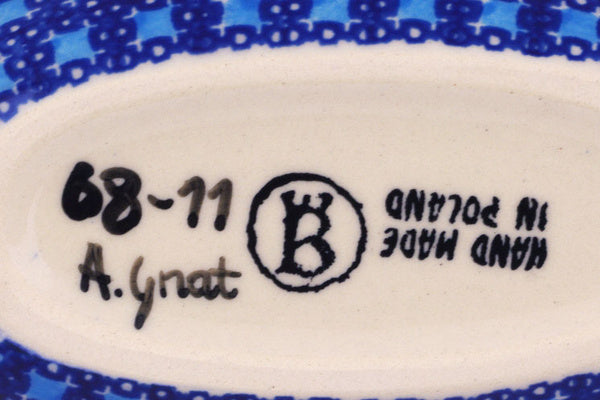 68-11
A. Gnat
B
HAND MADE
IN POLAND